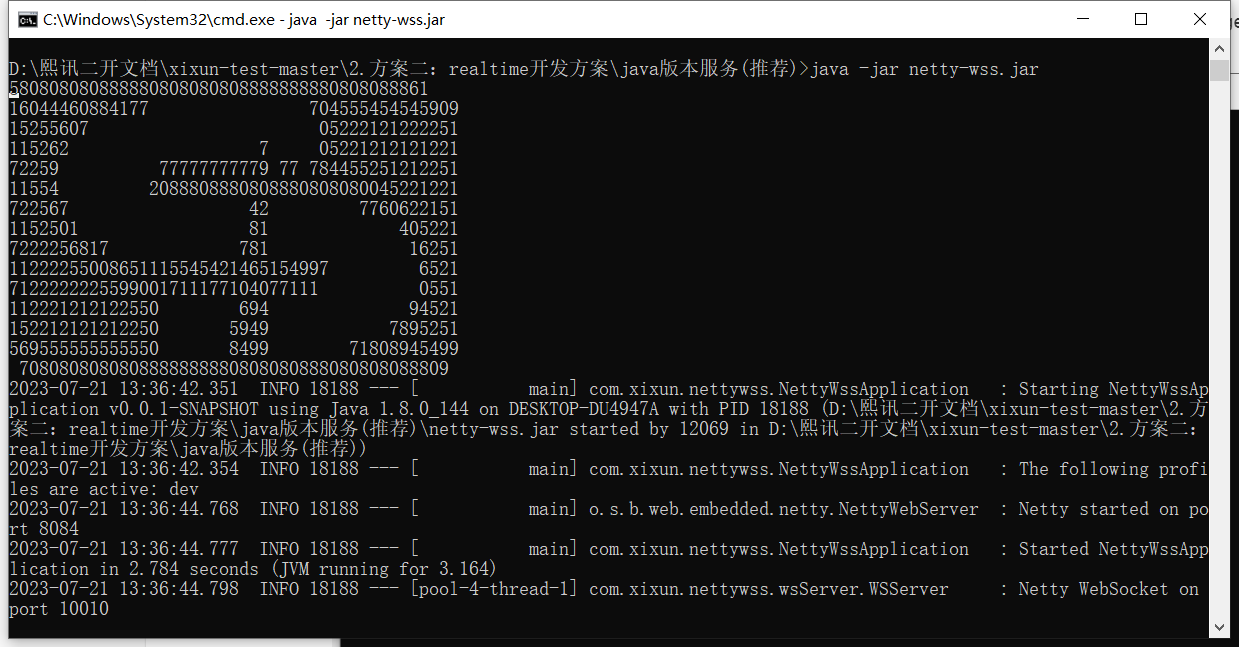 C:\Windows\System32\cmd.exe - java  -jar netty-wss.jar
D:\熙讯二开文档\xixun-test-master\2.方案二：realtime开发方案\java版本服务(推荐)>java -jar netty-wss.jar
580808080888880808080808888888880808088861
16044460884177                704555454545909
15255607                       05222121222251
115262                   7     05221212121221
72259          77777777779 77 784455251212251
11554         20888088808088808080800045221221
722567                  42         7760622151
1152501                 81             405221
7222256817             781              16251
11222255008651115545421465154997         6521
7122222225599001711177104077111          0551
112221212122550        694              94521
152212121212250       5949            7895251
569555555555550       8499        71808945499
 7080808080808888888880808080888080808088809
2023-07-21 13:36:42.351  INFO 18188 --- [           main] com.xixun.nettywss.NettyWssApplication   : Starting NettyWssAp
plication v0.0.1-SNAPSHOT using Java 1.8.0_144 on DESKTOP-DU4947A with PID 18188 (D:\熙讯二开文档\xixun-test-master\2.方
案二：realtime开发方案\java版本服务(推荐)\netty-wss.jar started by 12069 in D:\熙讯二开文档\xixun-test-master\2.方案二：
realtime开发方案\java版本服务(推荐))
2023-07-21 13:36:42.354  INFO 18188 --- [           main] com.xixun.nettywss.NettyWssApplication   : The following profi
les are active: dev
2023-07-21 13:36:44.768  INFO 18188 --- [           main] o.s.b.web.embedded.netty.NettyWebServer  : Netty started on po
rt 8084
2023-07-21 13:36:44.777  INFO 18188 --- [           main] com.xixun.nettywss.NettyWssApplication   : Started NettyWssApp
lication in 2.784 seconds (JVM running for 3.164)
2023-07-21 13:36:44.798  INFO 18188 --- [pool-4-thread-1] com.xixun.nettywss.wsServer.WSServer     : Netty WebSocket on
port 10010